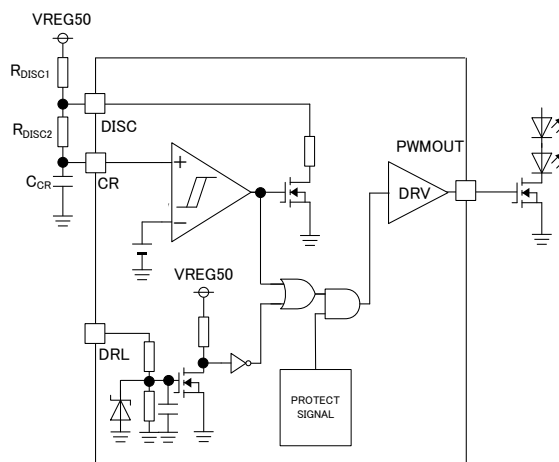 VREG50
RDISC1
RDISC2
DISC
CCR
CR
+
−
PWMOUT
DRV
VREG50
DRL
PROTECT
SIGNAL